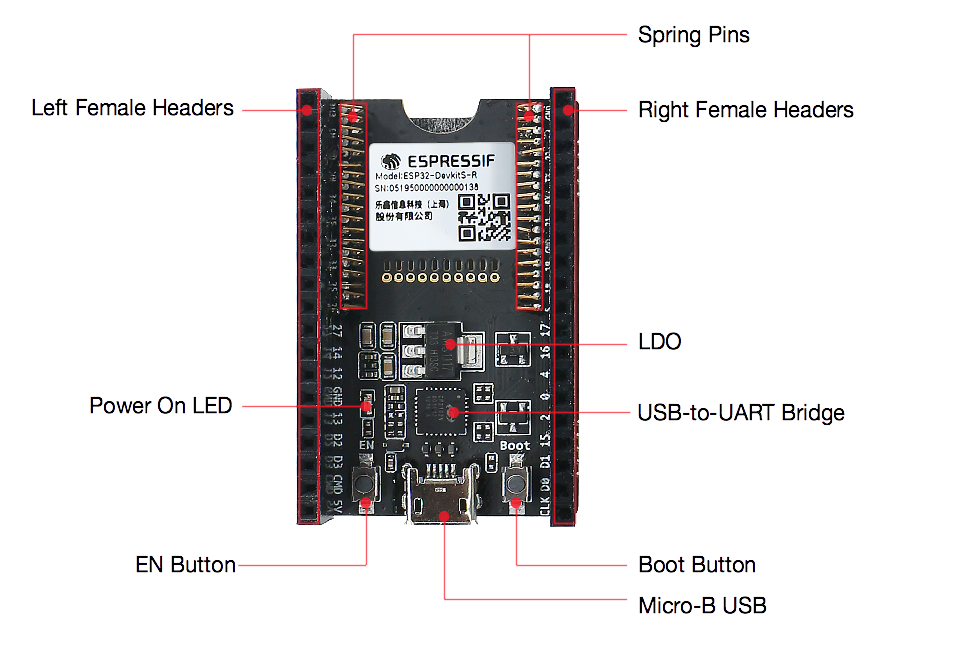 Spring Pins
Left Female Headers
Right Female Headers
ESPRESSIF
Model:ESP32-DevkitS-R
SN:051950000000000138
乐鑫信息科技（上海）
股份有限公司
LDO
Power On LED
USB-to-UART Bridge
27
14
12
GND
13
D2
D3
CMD
5V
17
16
4
0
2
15
D1
D0
CLK
EN
Boot
EN Button
Boot Button
Micro-B USB